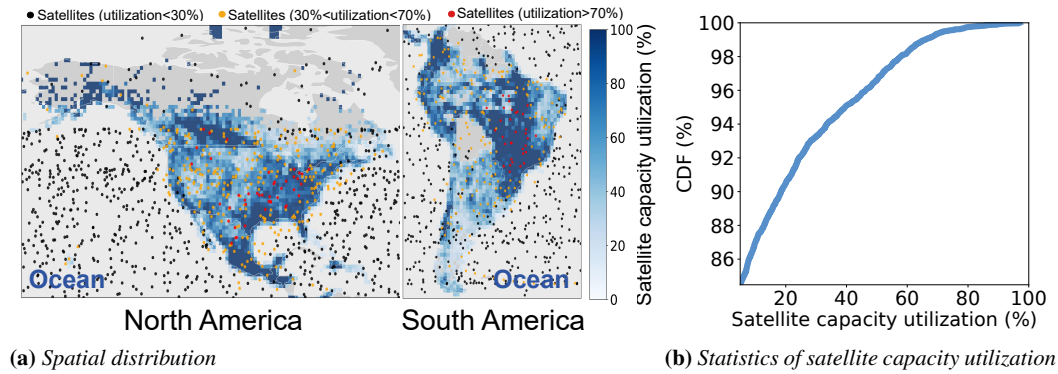 Satellites (utilization<30%) Satellites (30%<utilization<70%) Satellites (utilization>70%)
Ocean
Ocean
North America
South America
100
80
60
40
20
0
Satellite capacity utilization (%)
(a) Spatial distribution
100
98
96
94
92
90
88
86
CDF (%)
20 40 60 80 100
Satellite capacity utilization (%)
(b) Statistics of satellite capacity utilization